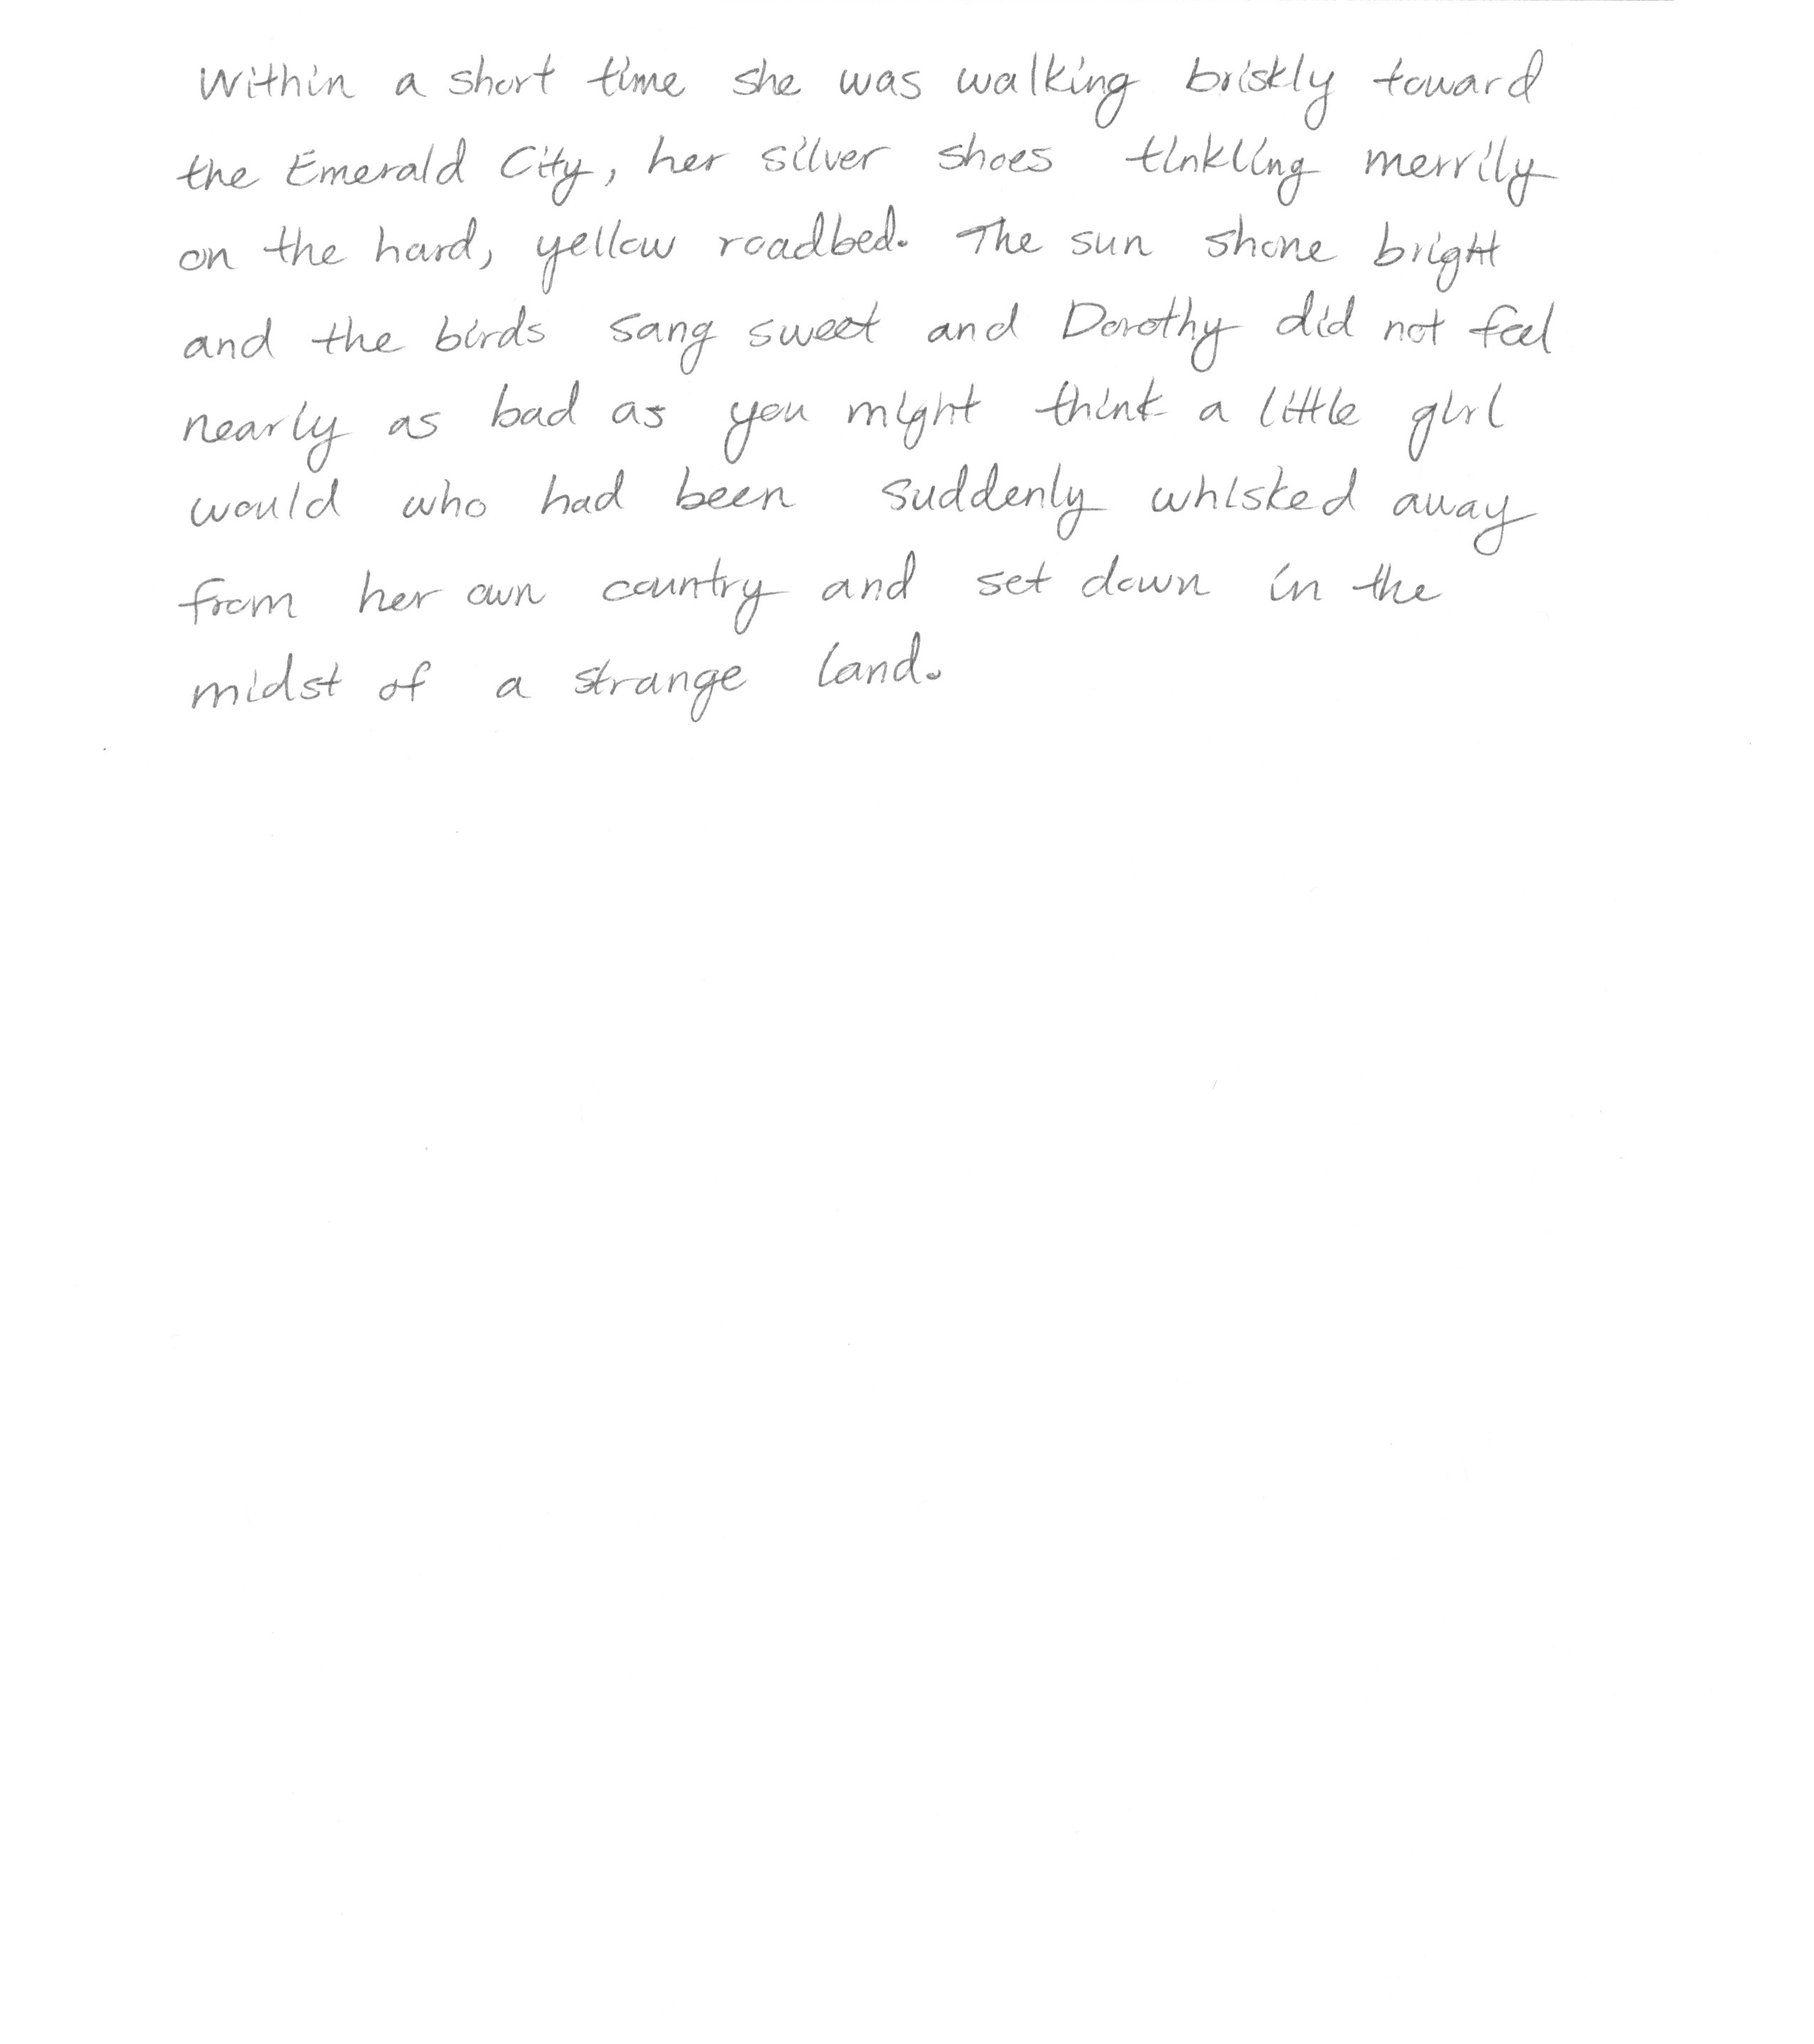 Within a short time she was walking briskly toward
the Emerald City, her silver shoes tinkling merrily
on the hard, yellow roadbed. The sun shone bright
and the birds sang sweet and Dorothy did not feel
nearly as bad as you might think a little girl
would who had been suddenly whisked away
from her own country and set down in the
midst of a strange land.